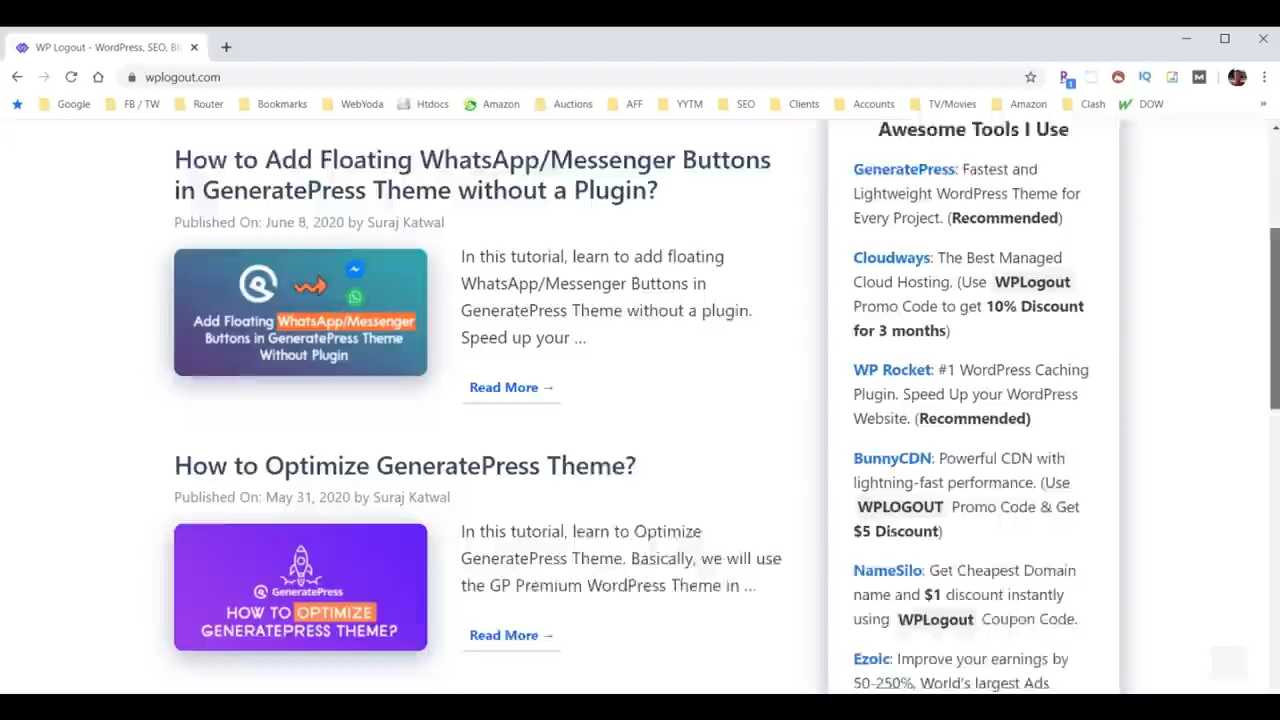 WP Logout - WordPress, SEO, Bl
wplogout.com
Google
FB / TW
Router
Bookmarks
WebYoda
Htdocs
Amazon
Auctions
AFF
YYTM
SEO
Clients
Accounts
TV/Movies
Amazon
Clash
DOW
How to Add Floating WhatsApp/Messenger Buttons
in GeneratePress Theme without a Plugin?
Published On: June 8, 2020 by Suraj Katwal
Add Floating WhatsApp/Messenger
Buttons in GeneratePress Theme
Without Plugin
In this tutorial, learn to add floating
WhatsApp/Messenger Buttons in
GeneratePress Theme without a plugin.
Speed up your ...
Read More →
How to Optimize GeneratePress Theme?
Published On: May 31, 2020 by Suraj Katwal
GeneratePress
HOW TO OPTIMIZE
GENERATEPRESS THEME?
In this tutorial, learn to Optimize
GeneratePress Theme. Basically, we will use
the GP Premium WordPress Theme in ...
Read More →
Awesome Tools I Use
GeneratePress: Fastest and
Lightweight WordPress Theme for
Every Project. (Recommended)
Cloudways: The Best Managed
Cloud Hosting. (Use WPLogout
Promo Code to get 10% Discount
for 3 months)
WP Rocket: #1 WordPress Caching
Plugin. Speed Up your WordPress
Website. (Recommended)
BunnyCDN: Powerful CDN with
lightning-fast performance. (Use
WPLOGOUT Promo Code & Get
$5 Discount)
NameSilo: Get Cheapest Domain
name and $1 discount instantly
using WPLogout Coupon Code.
Ezoic: Improve your earnings by
50-250%, World's largest Ads